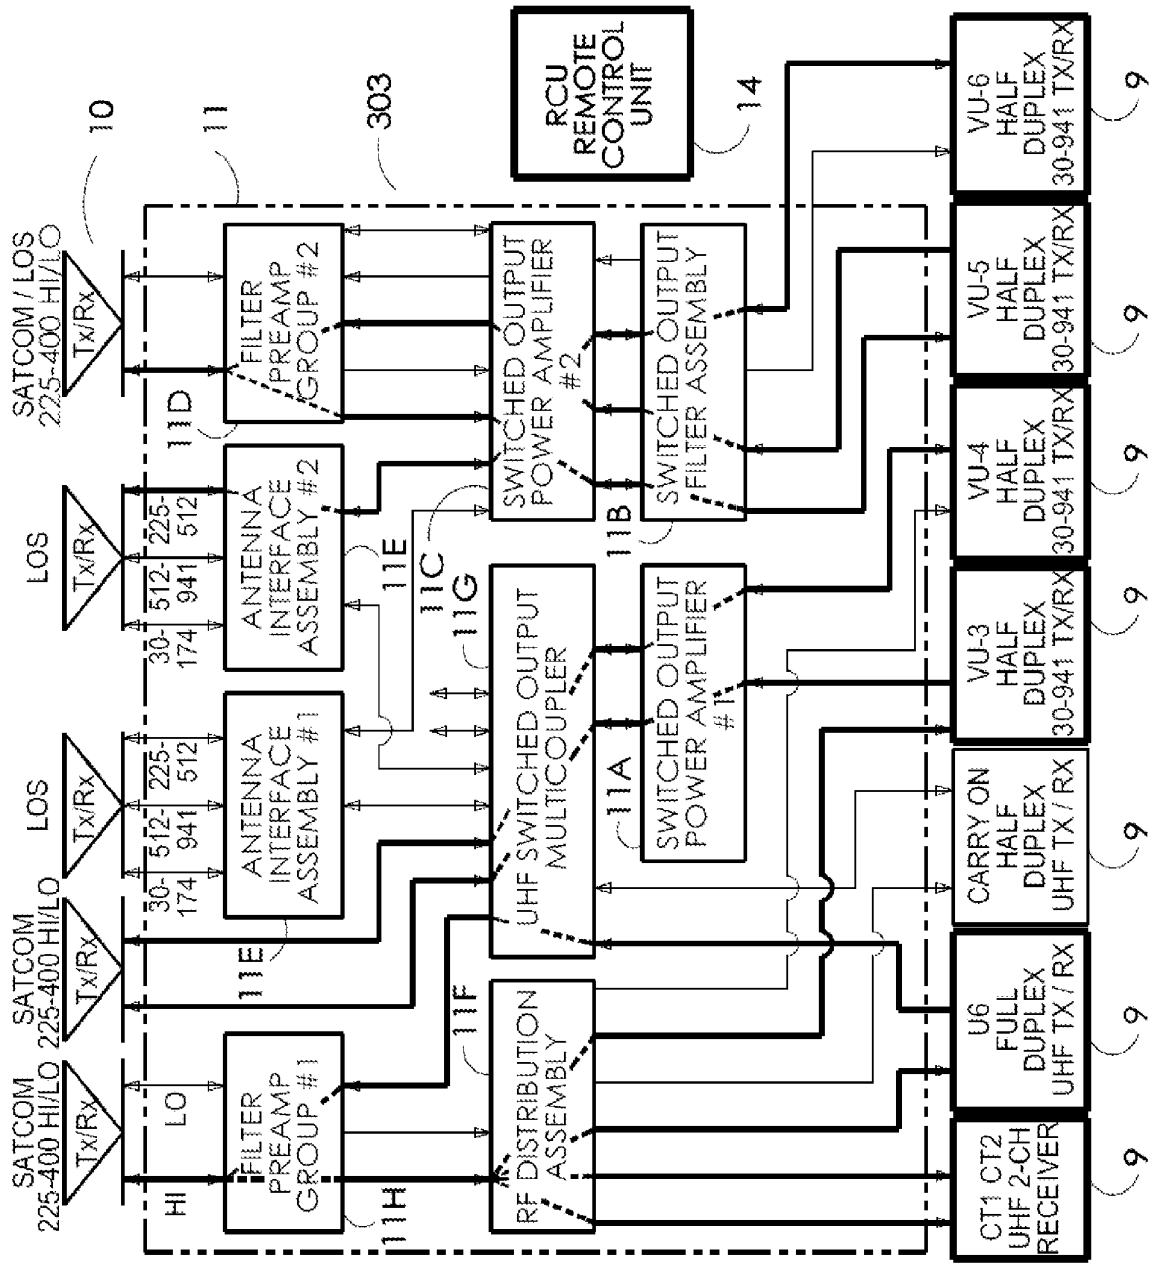 SATCOM
225-400 HI/LO
Tx/Rx
SATCOM
225-400 HI/LO
Tx/Rx
LOS
Tx/Rx
LOS
Tx/Rx
SATCOM / LOS
225-400 HI/LO
Tx/Rx
10
11
303
HI
LO
30-
174
512-
941
225-
512
30-
174
512-
941
225-
512
FILTER
PREAMP
GROUP #1
11H
ANTENNA
INTERFACE
ASSEMBLY #1
11E
ANTENNA
INTERFACE
ASSEMBLY #2
11E
FILTER
PREAMP
GROUP #2
11D
RF DISTRIBUTION
ASSEMBLY
11F
UHF SWITCHED OUTPUT
MULTICOUPLER
11G
11C
SWITCHED OUTPUT
POWER AMPLIFIER
#2
SWITCHED OUTPUT
POWER AMPLIFIER
#1
11A
SWITCHED OUTPUT
FILTER ASSEMBLY
11B
RCU
REMOTE
CONTROL
UNIT
14
CT1 CT2
UHF 2-CH
RECEIVER
9
U6
FULL
DUPLEX
UHF TX / RX
9
CARRY ON
HALF
DUPLEX
UHF TX / RX
9
VU-3
HALF
DUPLEX
30-941 TX/RX
9
VU-4
HALF
DUPLEX
30-941 TX/RX
9
VU-5
HALF
DUPLEX
30-941 TX/RX
9
VU-6
HALF
DUPLEX
30-941 TX/RX
9